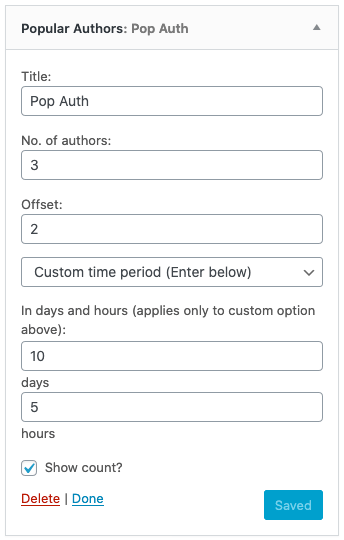 Popular Authors: Pop Auth
Title:
Pop Auth
No. of authors:
3
Offset:
2
Custom time period (Enter below)
In days and hours (applies only to custom option
above):
10
days
5
hours
Show count?
Delete | Done
Saved